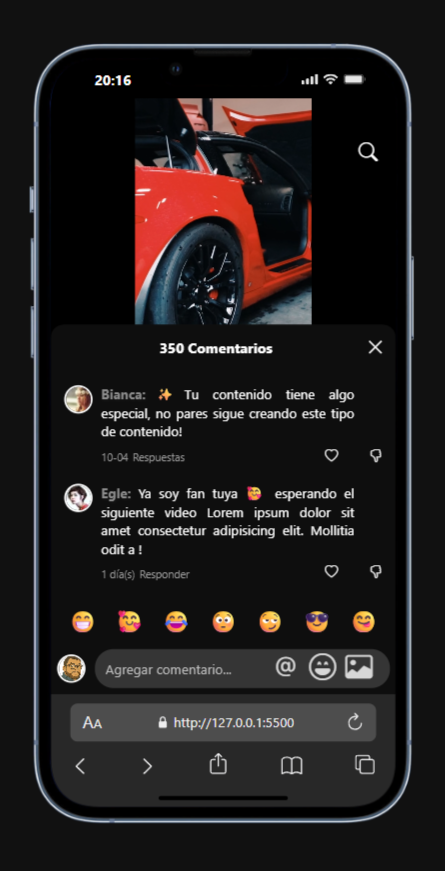 20:16
350 Comentarios
Bianca: ✨ Tu contenido tiene algo
especial, no pares sigue creando este tipo
de contenido!
10-04 Respuestas
Egle: Ya soy fan tuya 🥰 esperando el
siguiente video Lorem ipsum dolor sit
amet consectetur adipisicing elit. Mollitia
odit a !
1 día(s) Responder
Agregar comentario... @
AA http://127.0.0.1:5500